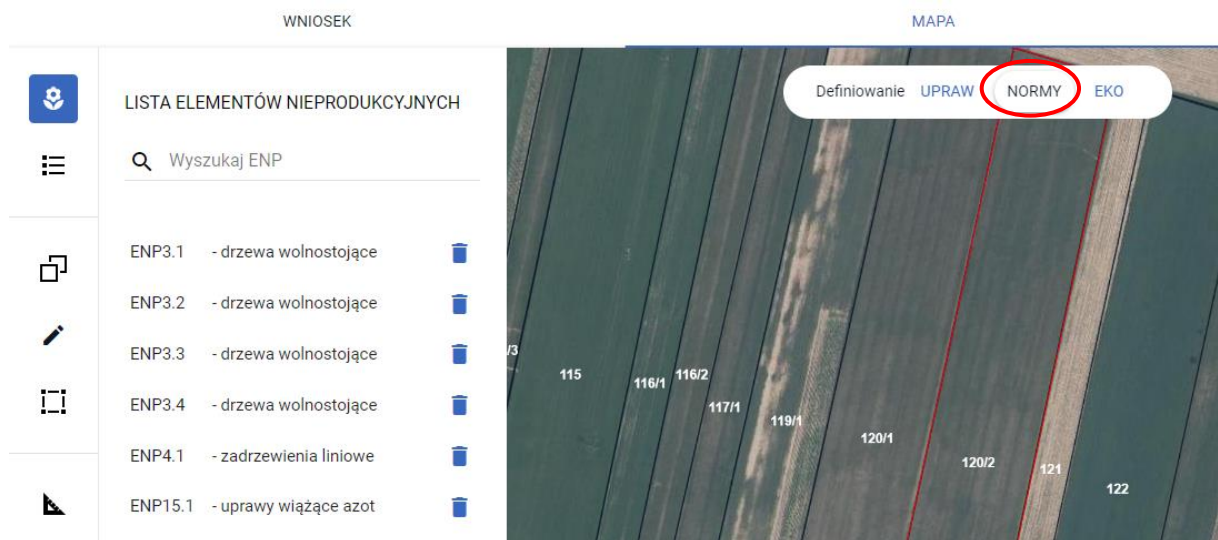 WNIOSEK
MAPA
LISTA ELEMENTÓW NIEPRODUKCYJNYCH
Wyszukaj ENP
ENP3.1 - drzewa wolnostojące
ENP3.2 - drzewa wolnostojące
ENP3.3 - drzewa wolnostojące
ENP3.4 - drzewa wolnostojące
ENP4.1 - zadrzewienia liniowe
ENP15.1 - uprawy wiążące azot
Definiowanie UPRAW NORMY EKO
/3
115
116/1
116/2
117/1
119/1
120/1
120/2
121
122